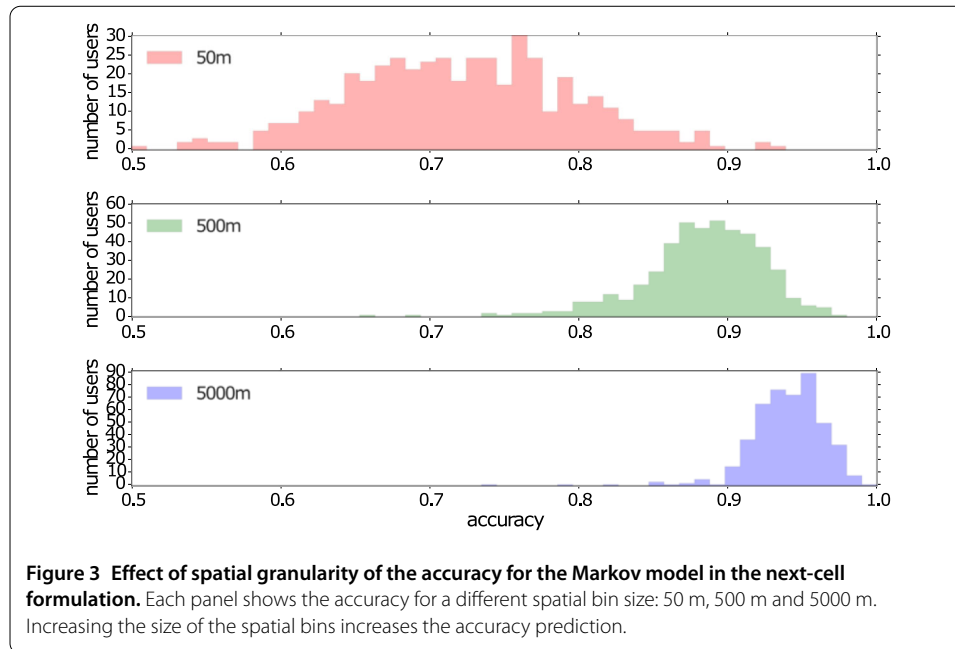 number of users
30
25
20
15
10
5
0
50m
0.5 0.6 0.7 0.8 0.9 1.0
number of users
60
50
40
30
20
10
0
500m
0.5 0.6 0.7 0.8 0.9 1.0
number of users
90
80
70
60
50
40
30
20
10
0
5000m
0.5 0.6 0.7 0.8 0.9 1.0
accuracy
Figure 3 Effect of spatial granularity of the accuracy for the Markov model in the next-cell
formulation. Each panel shows the accuracy for a different spatial bin size: 50 m, 500 m and 5000 m.
Increasing the size of the spatial bins increases the accuracy prediction.